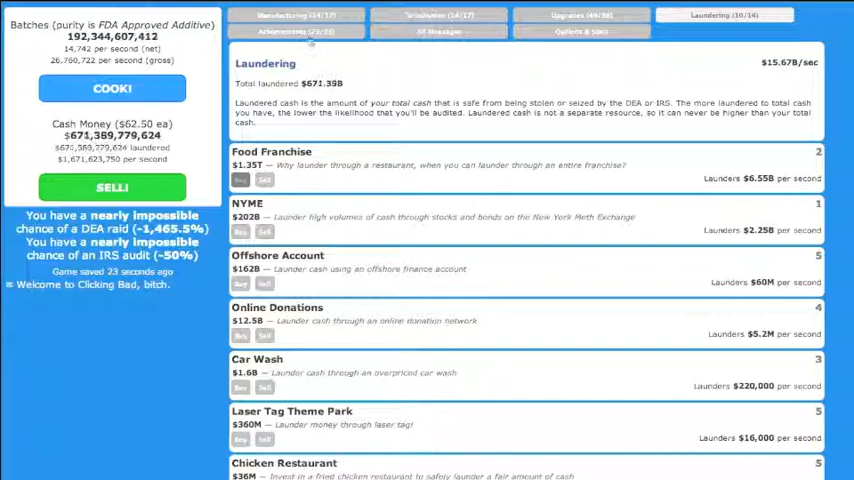 Batches (purity is FDA Approved Additive)
192,344,607,412
14,742 per second (net)
26,760,722 per second (gross)
COOK!
Cash Money ($62.50 ea)
$671,389,779,624
$671,389,779,624 laundered
$1,671,623,750 per second
SELL!
You have a nearly impossible
chance of a DEA raid (-1,465.5%)
You have a nearly impossible
chance of an IRS audit (-50%)
Game saved 23 seconds ago
Welcome to Clicking Bad, bitch.
Manufacturing (14/17)
Distribution (14/17)
Upgrades (49/58)
Laundering (10/14)
Achievements (23/33)
All Messages
Options & Stats
Laundering
$15.67B/sec
Total laundered $671.39B
Laundered cash is the amount of your total cash that is safe from being stolen or seized by the DEA or IRS. The more laundered to total cash
you have, the lower the likelihood that you'll be audited. Laundered cash is not a separate resource, so it can never be higher than your total
cash.
Food Franchise 2
$1.35T — Why launder through a restaurant, when you can launder through an entire franchise?
Buy Sell Launders $6.55B per second
NYME 1
$202B — Launder high volumes of cash through stocks and bonds on the New York Meth Exchange
Buy Sell Launders $2.25B per second
Offshore Account 5
$162B — Launder cash using an offshore finance account
Buy Sell Launders $60M per second
Online Donations 4
$12.5B — Launder cash through an online donation network
Buy Sell Launders $5.2M per second
Car Wash 3
$1.6B — Launder cash through an overpriced car wash
Buy Sell Launders $220,000 per second
Laser Tag Theme Park 5
$360M — Launder money through laser tag!
Buy Sell Launders $16,000 per second
Chicken Restaurant 5
$36M — Invest in a fried chicken restaurant to safely launder a fair amount of cash